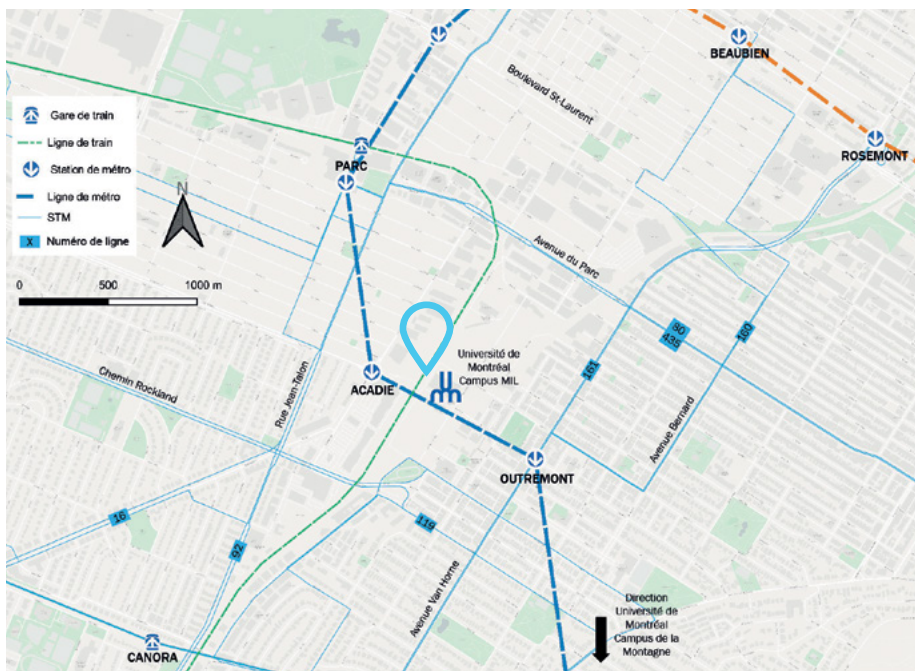 BEAUBIEN
Boulevard St-Laurent
ROSEMONT
Gare de train
Ligne de train
Station de métro
Ligne de métro
STM
X Numéro de ligne
N
PARC
0 500 1000 m
Avenue du Parc
80
435
160
161
Université de
Montréal
Campus MIL
ACADIE
Chemin Rockland
Rue Jean-Talon
Avenue Bernard
OUTREMONT
16
92
119
Avenue Van Horne
Direction
Université de
Montréal
Campus de la
Montagne
CANORA